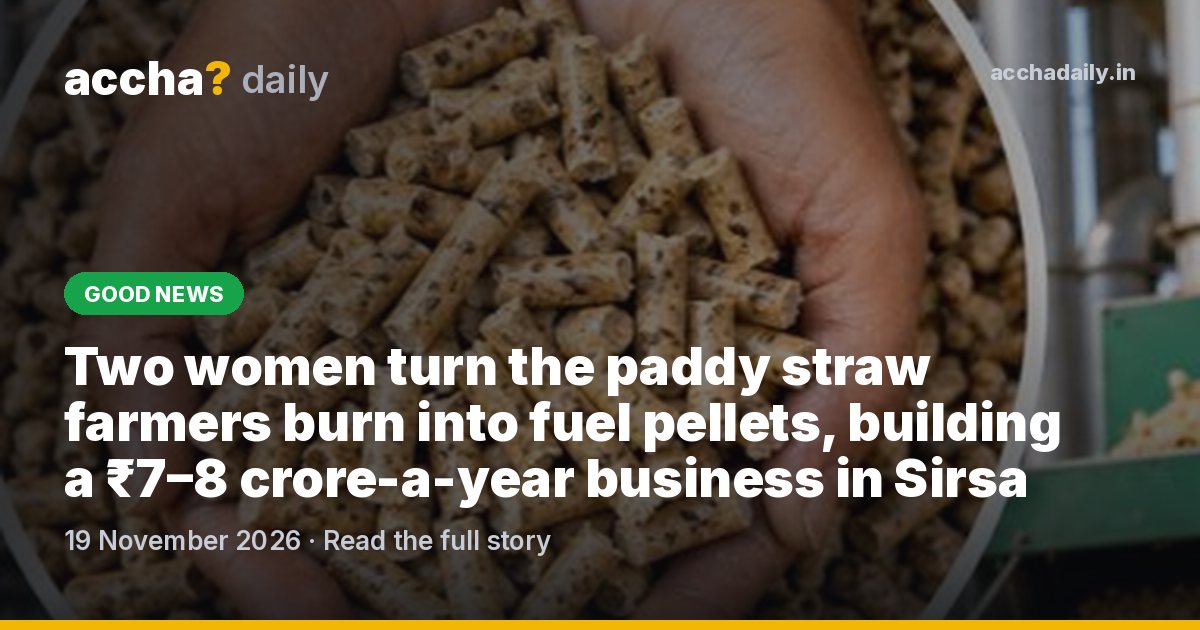 accha? daily
acchadaily.in
GOOD NEWS
Two women turn the paddy straw
farmers burn into fuel pellets, building
a ₹7–8 crore-a-year business in Sirsa
19 November 2026 · Read the full story